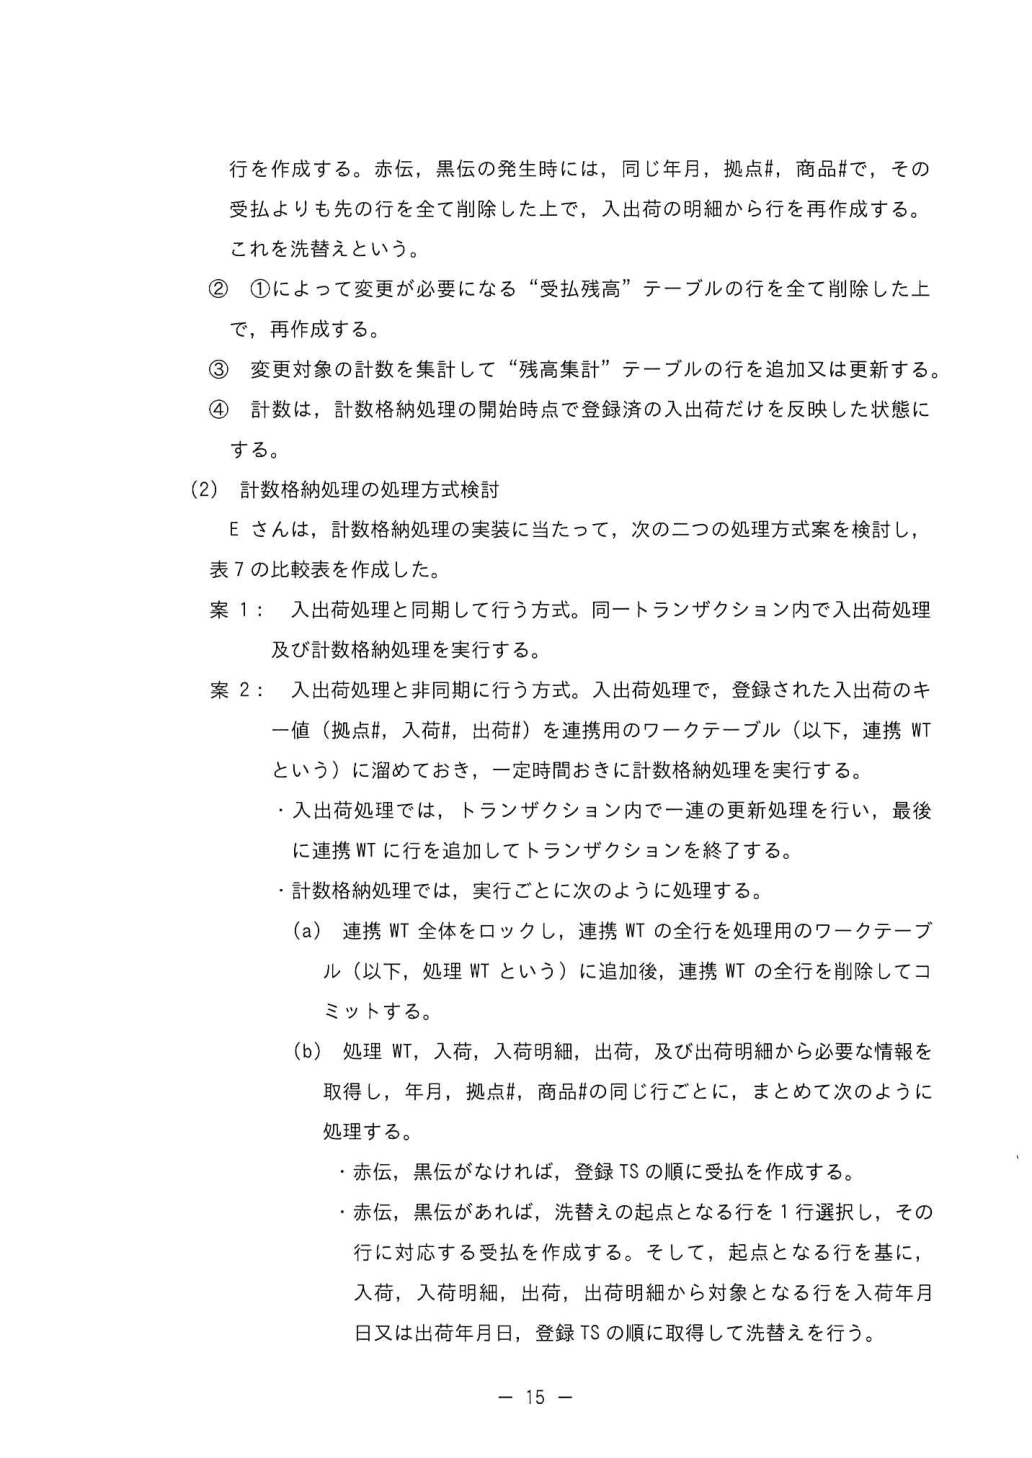 行を作成する。赤伝，黒伝の発生時には，同じ年月，拠点#，商品#で，その
受払よりも先の行を全て削除した上で，入出荷の明細から行を再作成する。
これを洗替えという。
② ①によって変更が必要になる“受払残高”テーブルの行を全て削除した上
で，再作成する。
③ 変更対象の計数を集計して“残高集計”テーブルの行を追加又は更新する。
④ 計数は，計数格納処理の開始時点で登録済の入出荷だけを反映した状態に
する。
(2) 計数格納処理の処理方式検討
E さんは，計数格納処理の実装に当たって，次の二つの処理方式案を検討し，
表 7 の比較表を作成した。
案 1： 入出荷処理と同期して行う方式。同一トランザクション内で入出荷処理
及び計数格納処理を実行する。
案 2： 入出荷処理と非同期に行う方式。入出荷処理で，登録された入出荷のキ
ー値（拠点#，入荷#，出荷#）を連携用のワークテーブル（以下，連携 WT
という）に溜めておき，一定時間おきに計数格納処理を実行する。
・入出荷処理では，トランザクション内で一連の更新処理を行い，最後
に連携 WT に行を追加してトランザクションを終了する。
・計数格納処理では，実行ごとに次のように処理する。
(a) 連携 WT 全体をロックし，連携 WT の全行を処理用のワークテーブ
ル（以下，処理 WT という）に追加後，連携 WT の全行を削除してコ
ミットする。
(b) 処理 WT，入荷，入荷明細，出荷，及び出荷明細から必要な情報を
取得し，年月，拠点#，商品#の同じ行ごとに，まとめて次のように
処理する。
・赤伝，黒伝がなければ，登録 TS の順に受払を作成する。
・赤伝，黒伝があれば，洗替えの起点となる行を 1 行選択し，その
行に対応する受払を作成する。そして，起点となる行を基に，
入荷，入荷明細，出荷，出荷明細から対象となる行を入荷年月
日又は出荷年月日，登録 TS の順に取得して洗替えを行う。
－ 15 －